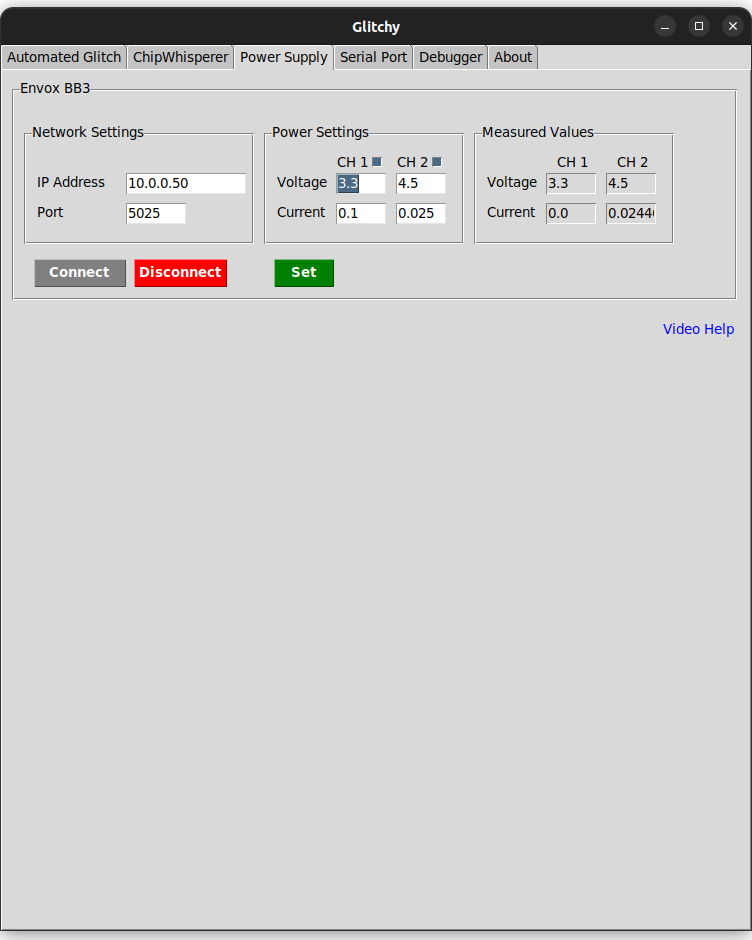 Glitchy
Automated Glitch ChipWhisperer Power Supply Serial Port Debugger About
Envox BB3
Network Settings Power Settings Measured Values
CH 1 CH 2 CH 1 CH 2
IP Address 10.0.0.50 Voltage 3.3 4.5 Voltage 3.3 4.5
Port 5025 Current 0.1 0.025 Current 0.0 0.0244
Connect Disconnect Set
Video Help